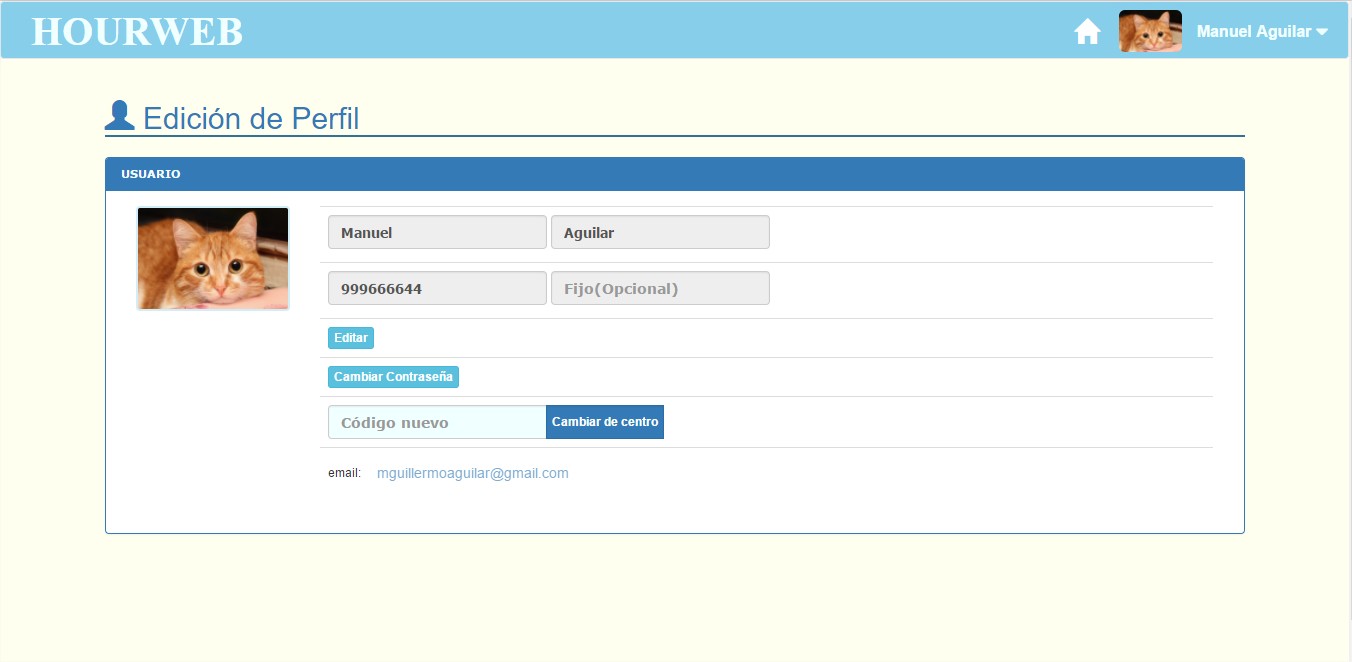 HOURWEB Manuel Aguilar
Edición de Perfil
USUARIO
Manuel Aguilar
999666644 Fijo(Opcional)
Editar
Cambiar Contraseña
Código nuevo Cambiar de centro
email: mguillermoaguilar@gmail.com